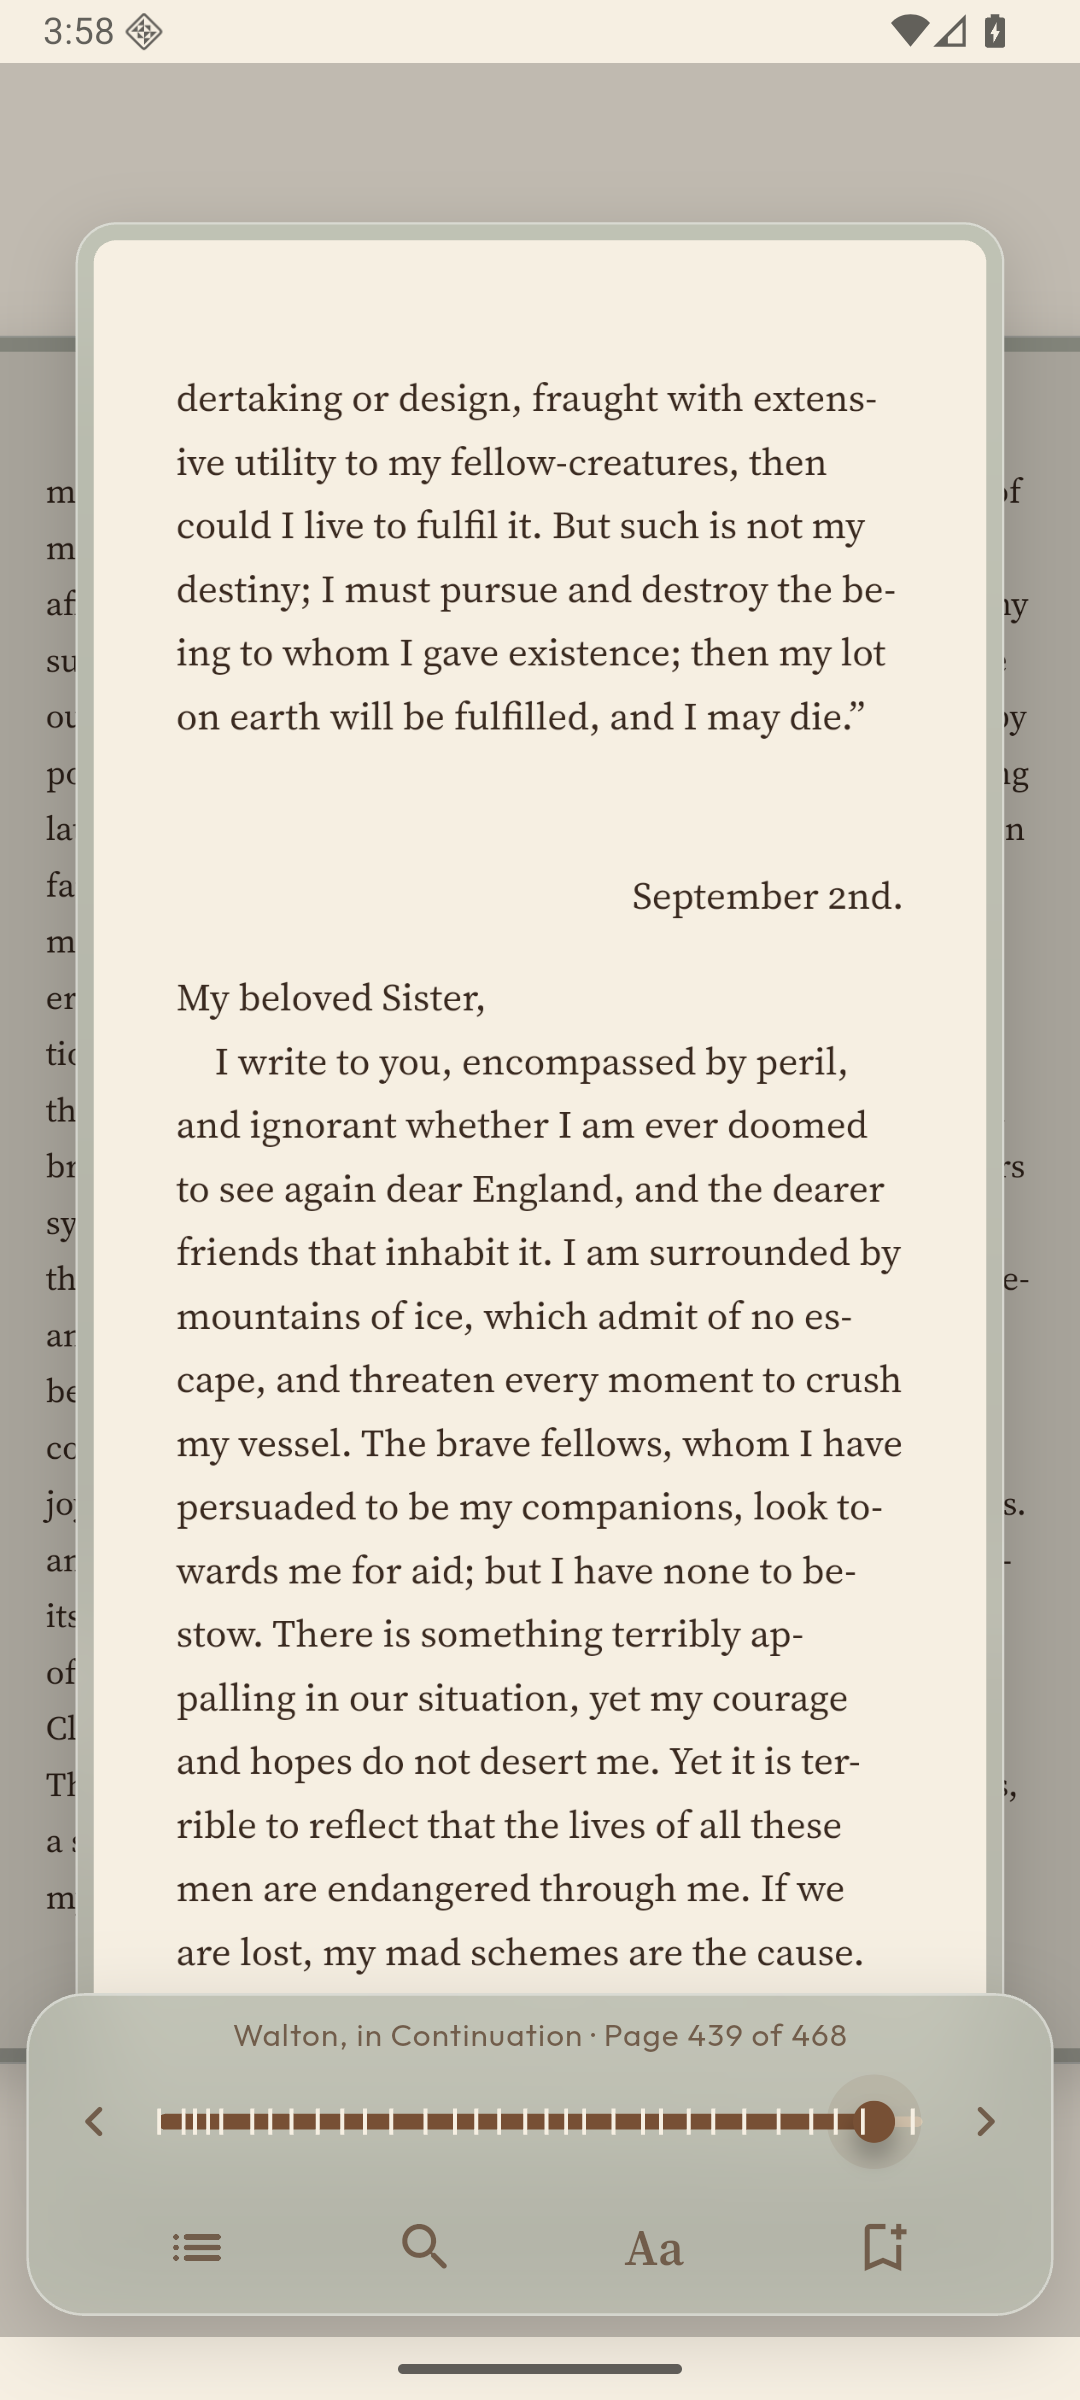 3:58
dertaking or design, fraught with extens-
ive utility to my fellow-creatures, then
could I live to fulfil it. But such is not my
destiny; I must pursue and destroy the be-
ing to whom I gave existence; then my lot
on earth will be fulfilled, and I may die.”
September 2nd.
My beloved Sister,
I write to you, encompassed by peril,
and ignorant whether I am ever doomed
to see again dear England, and the dearer
friends that inhabit it. I am surrounded by
mountains of ice, which admit of no es-
cape, and threaten every moment to crush
my vessel. The brave fellows, whom I have
persuaded to be my companions, look to-
wards me for aid; but I have none to be-
stow. There is something terribly ap-
palling in our situation, yet my courage
and hopes do not desert me. Yet it is ter-
rible to reflect that the lives of all these
men are endangered through me. If we
are lost, my mad schemes are the cause.
Walton, in Continuation · Page 439 of 468
Aa